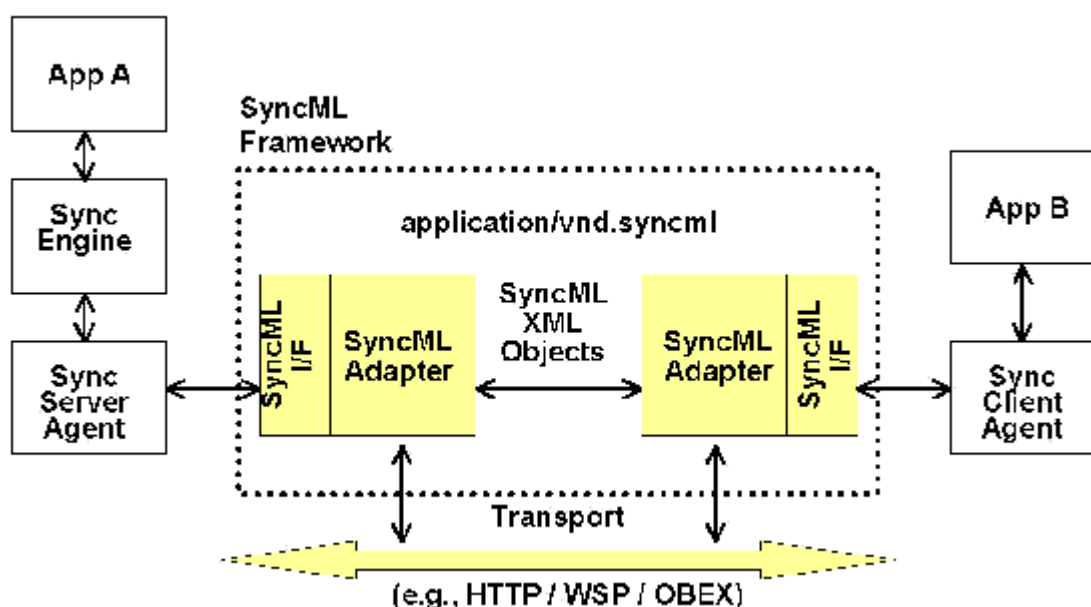 App A
SyncML
Framework
Sync
Engine
application/vnd.syncml
App B
SyncML
I/F
SyncML
Adapter
SyncML
XML
Objects
SyncML
Adapter
SyncML
I/F
Sync
Server
Agent
Sync
Client
Agent
Transport
(e.g., HTTP / WSP / OBEX)